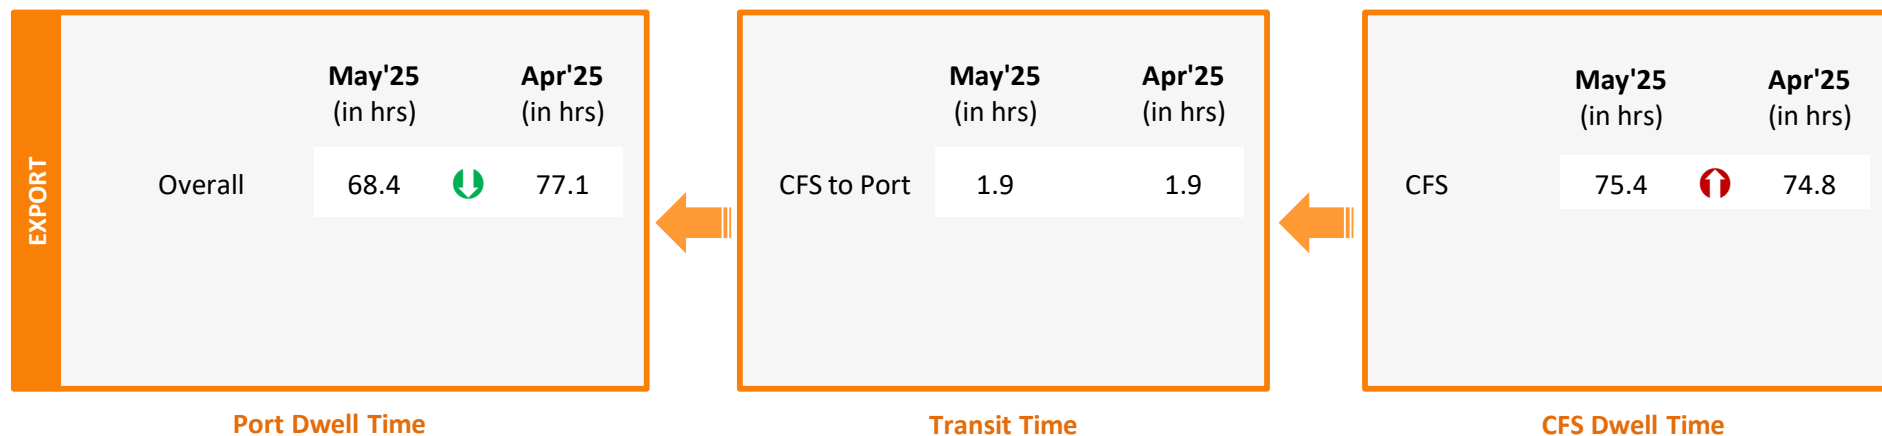 EXPORT
May'25 Apr'25
(in hrs) (in hrs)
Overall 68.4 77.1
Port Dwell Time
May'25 Apr'25
(in hrs) (in hrs)
CFS to Port 1.9 1.9
Transit Time
May'25 Apr'25
(in hrs) (in hrs)
CFS 75.4 74.8
CFS Dwell Time